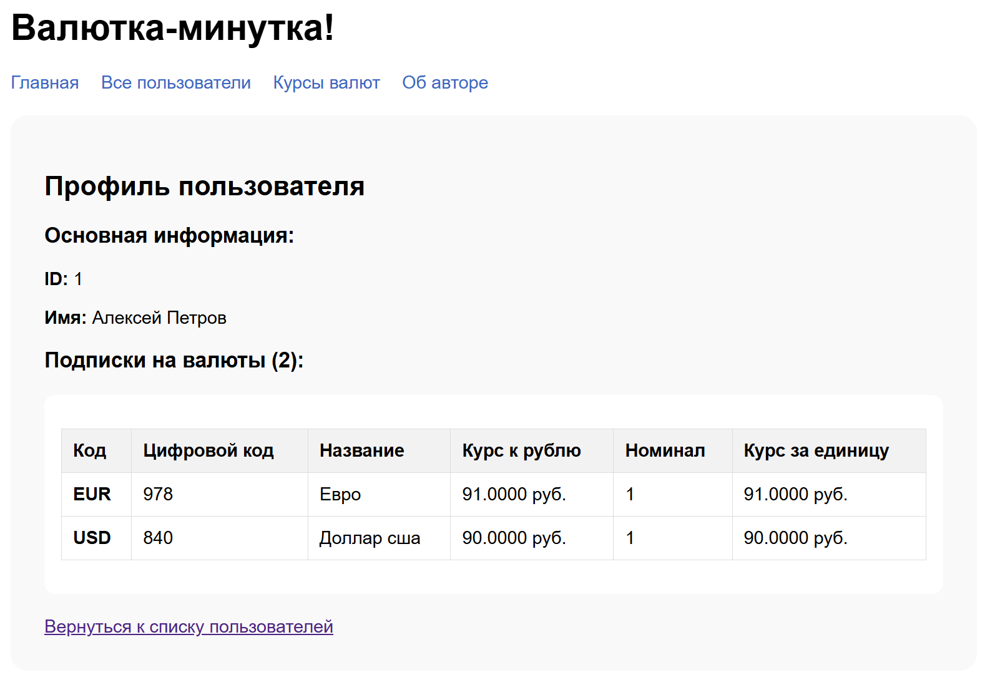 Валютка-минутка!
Главная Все пользователи Курсы валют Об авторе
Профиль пользователя
Основная информация:
ID: 1
Имя: Алексей Петров
Подписки на валюты (2):
Код Цифровой код Название Курс к рублю Номинал Курс за единицу
EUR 978 Евро 91.0000 руб. 1 91.0000 руб.
USD 840 Доллар сша 90.0000 руб. 1 90.0000 руб.
Вернуться к списку пользователей